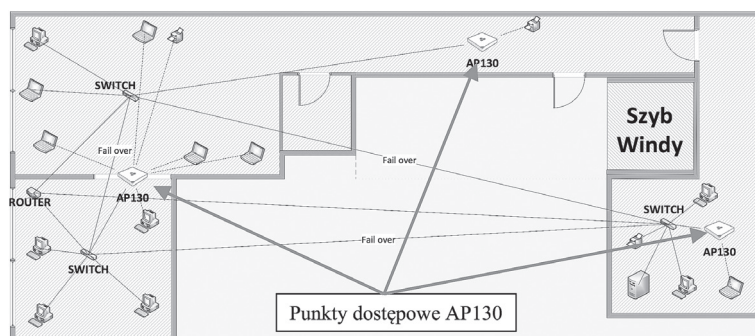 SWITCH
AP130
Szyb
Windy
Fail over
Fail over
ROUTER
AP130
SWITCH
AP130
Fail over
SWITCH
Punkty dostępowe AP130